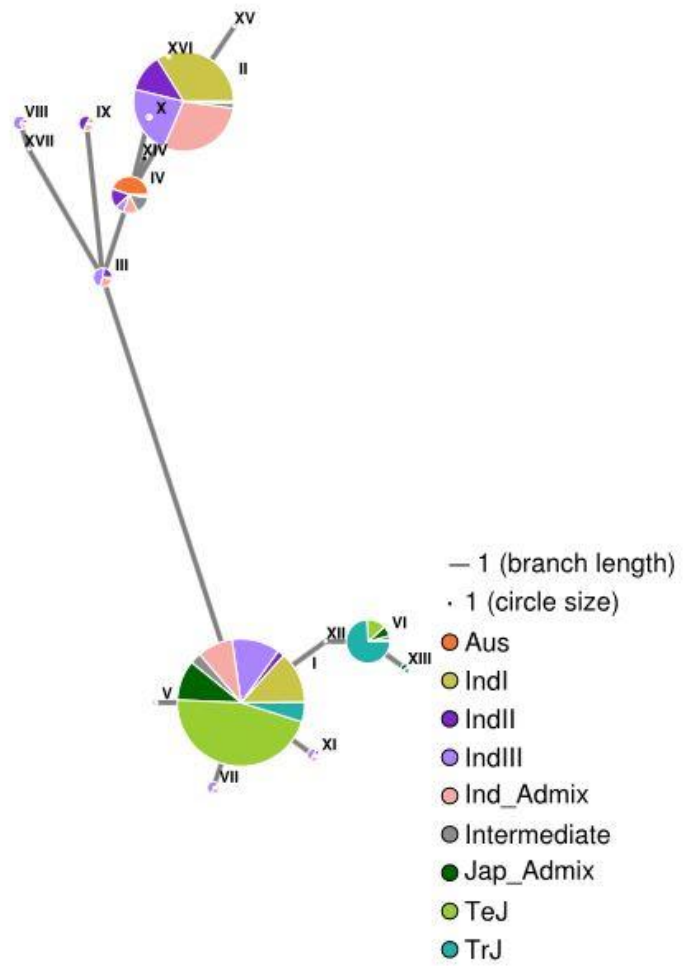 XV
XVI
II
VIII
IX
X
XVII
XIV
IV
III
1 (branch length)
1 (circle size)
XII
VI
Aus
I
XIII
IndI
V
IndII
XI
IndIII
VII
Ind_Admix
Intermediate
Jap_Admix
TeJ
TrJ